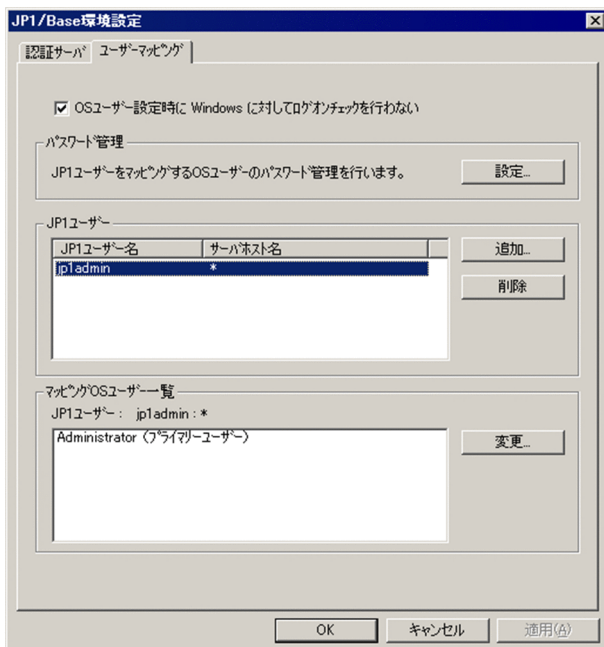 JP1/Base環境設定
認証サーバ ユーザーマッピング
OSユーザー設定時に Windows に対してログオンチェックを行わない
パスワード管理
JP1ユーザーをマッピングするOSユーザーのパスワード管理を行います。 設定...
JP1ユーザー
JP1ユーザー名 サーバホスト名 追加...
jp1admin *
削除
マッピングOSユーザー一覧
JP1ユーザー : jp1admin : *
Administrator (プライマリーユーザー) 変更...
OK キャンセル 適用(A)